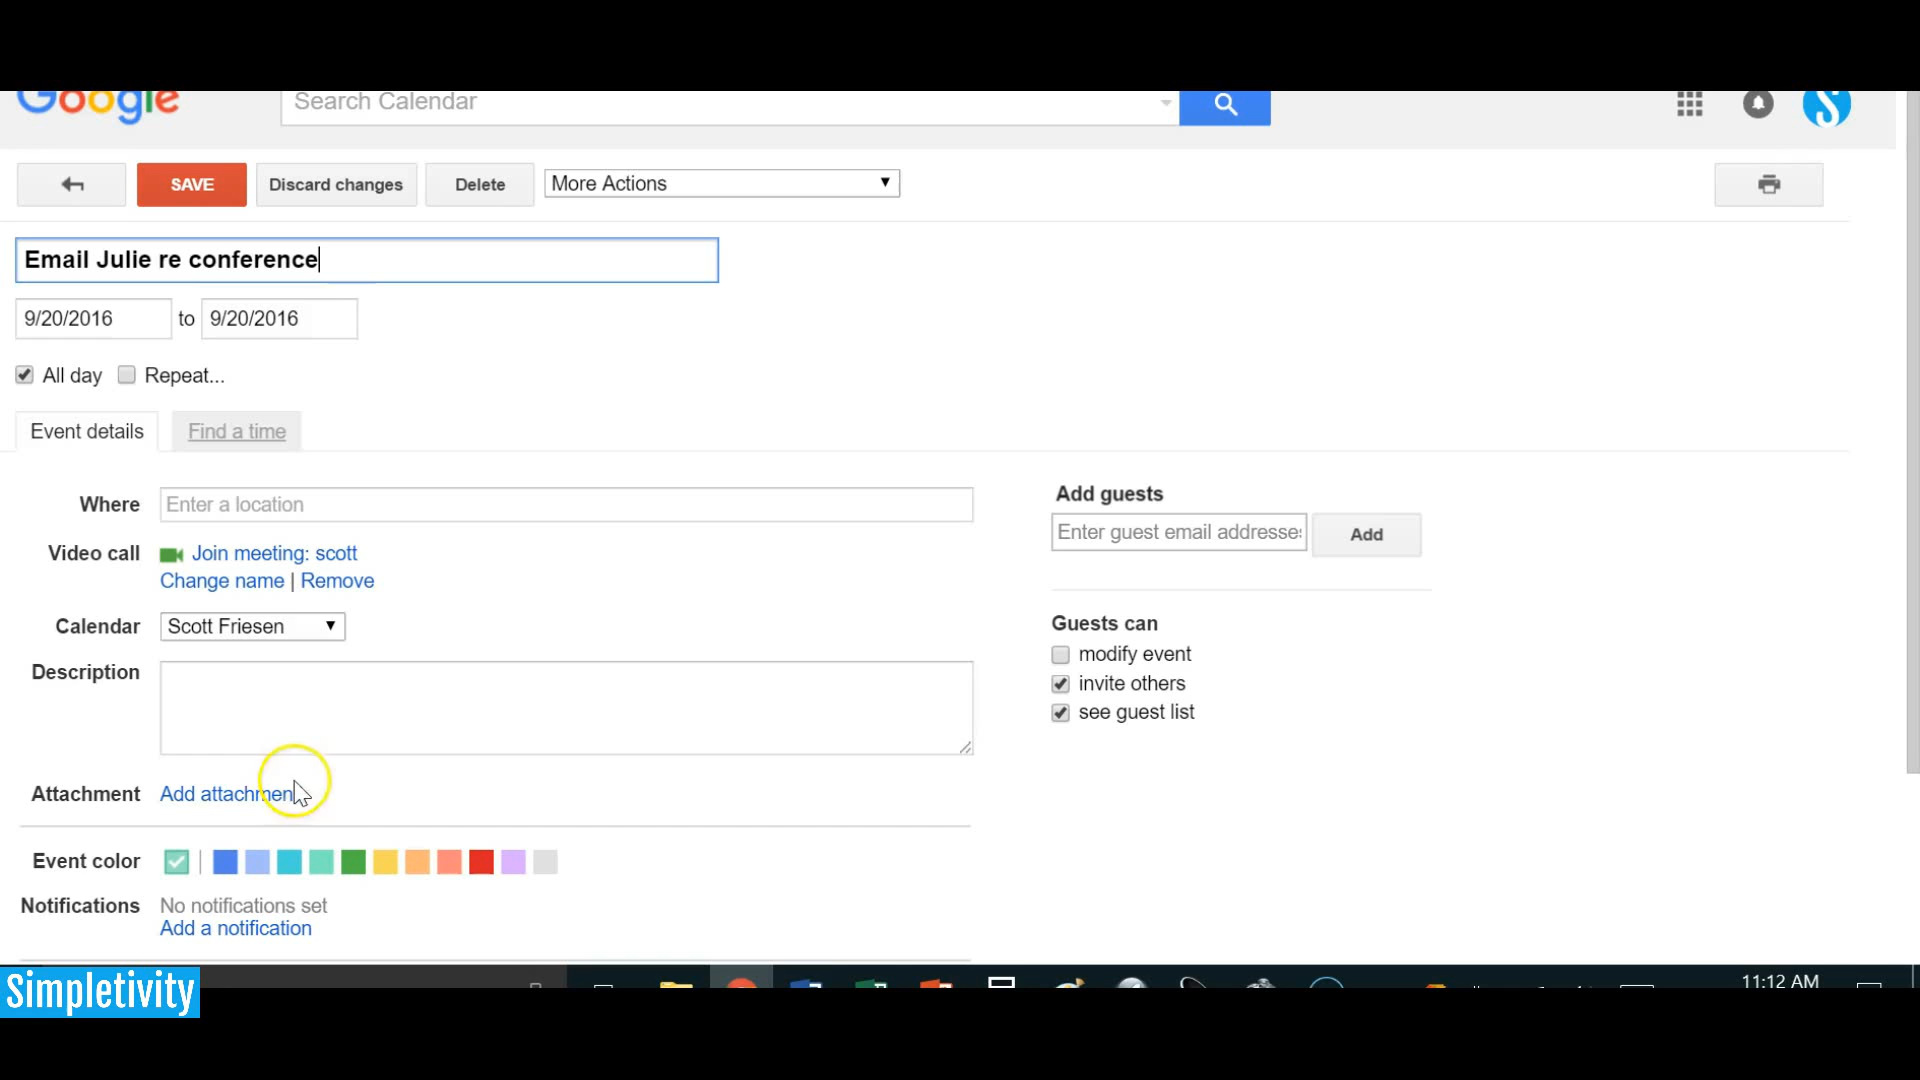 Google
Search Calendar
SAVE Discard changes Delete More Actions
Email Julie re conference
9/20/2016 to 9/20/2016
All day Repeat...
Event details Find a time
Where Enter a location
Video call Join meeting: scott
Change name | Remove
Calendar Scott Friesen
Description
Attachment Add attachmen
Event color
Notifications No notifications set
Add a notification
Add guests
Enter guest email addresses Add
Guests can
modify event
invite others
see guest list
11:12 AM
Simpletivity